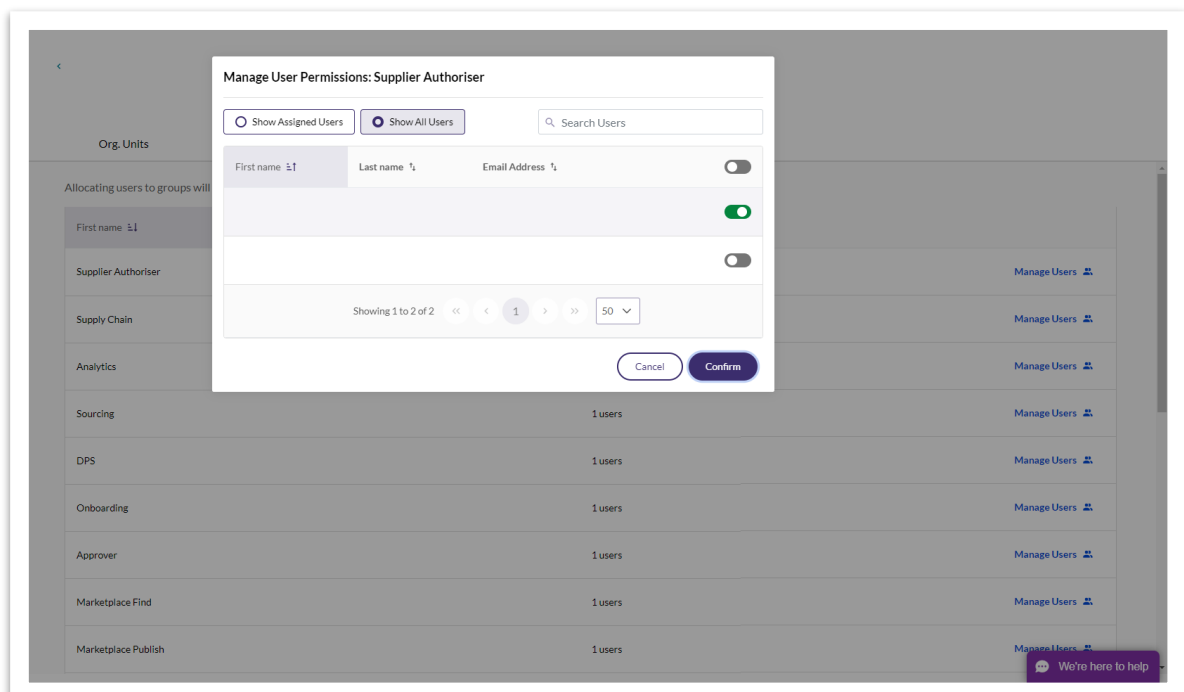 Manage User Permissions: Supplier Authoriser
Show Assigned Users Show All Users Search Users
Org. Units
First name Last name Email Address
Allocating users to groups will
First name
Supplier Authoriser Manage Users
Showing 1 to 2 of 2 1 50
Supply Chain Manage Users
Analytics Manage Users
Cancel Confirm
Sourcing 1 users Manage Users
DPS 1 users Manage Users
Onboarding 1 users Manage Users
Approver 1 users Manage Users
Marketplace Find 1 users Manage Users
Marketplace Publish 1 users Manage Users
We're here to help